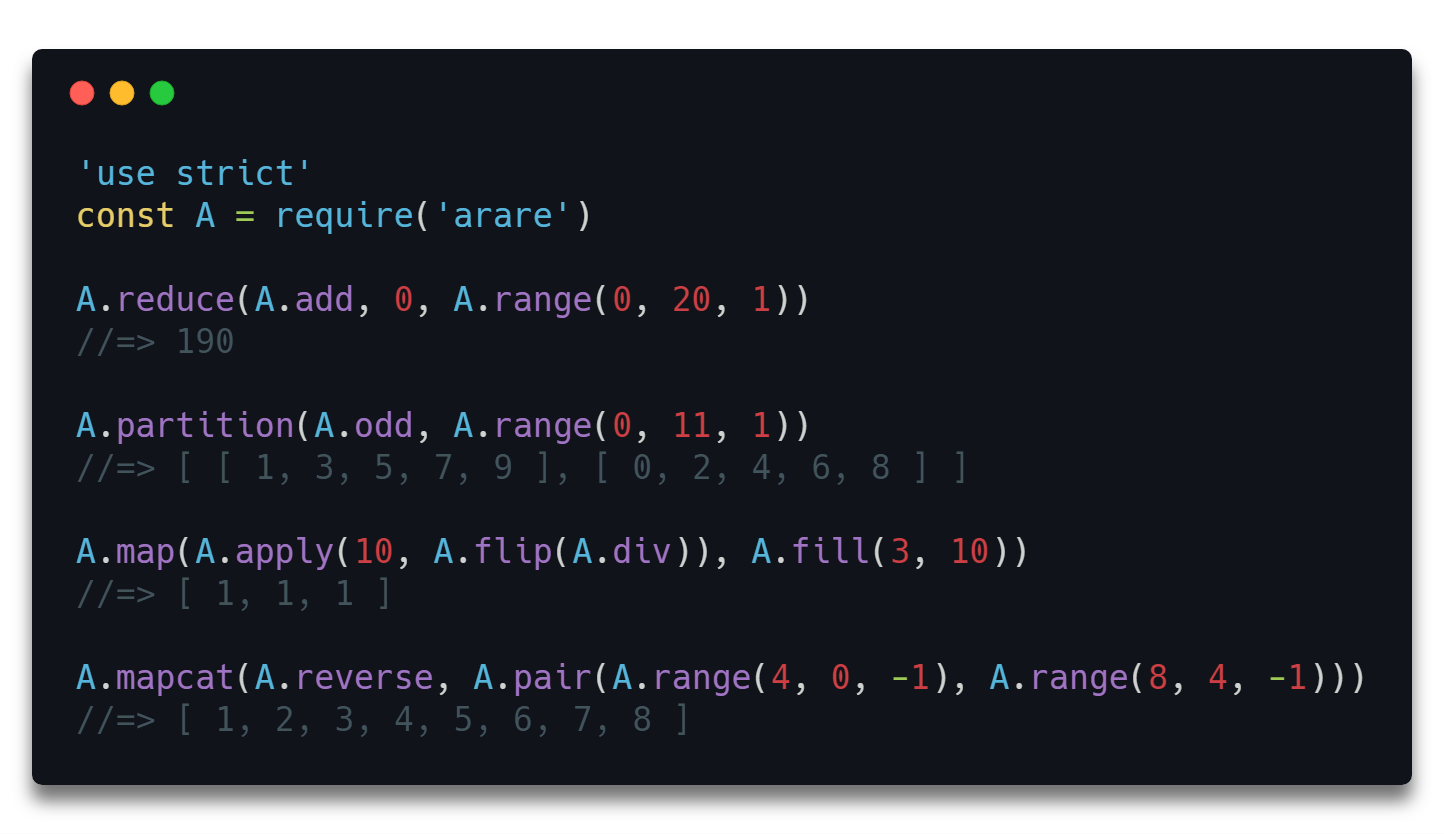 'use strict'
const A = require('arare')
A.reduce(A.add, 0, A.range(0, 20, 1))
//=> 190
A.partition(A.odd, A.range(0, 11, 1))
//=> [ [ 1, 3, 5, 7, 9 ], [ 0, 2, 4, 6, 8 ] ]
A.map(A.apply(10, A.flip(A.div)), A.fill(3, 10))
//=> [ 1, 1, 1 ]
A.mapcat(A.reverse, A.pair(A.range(4, 0, -1), A.range(8, 4, -1)))
//=> [ 1, 2, 3, 4, 5, 6, 7, 8 ]